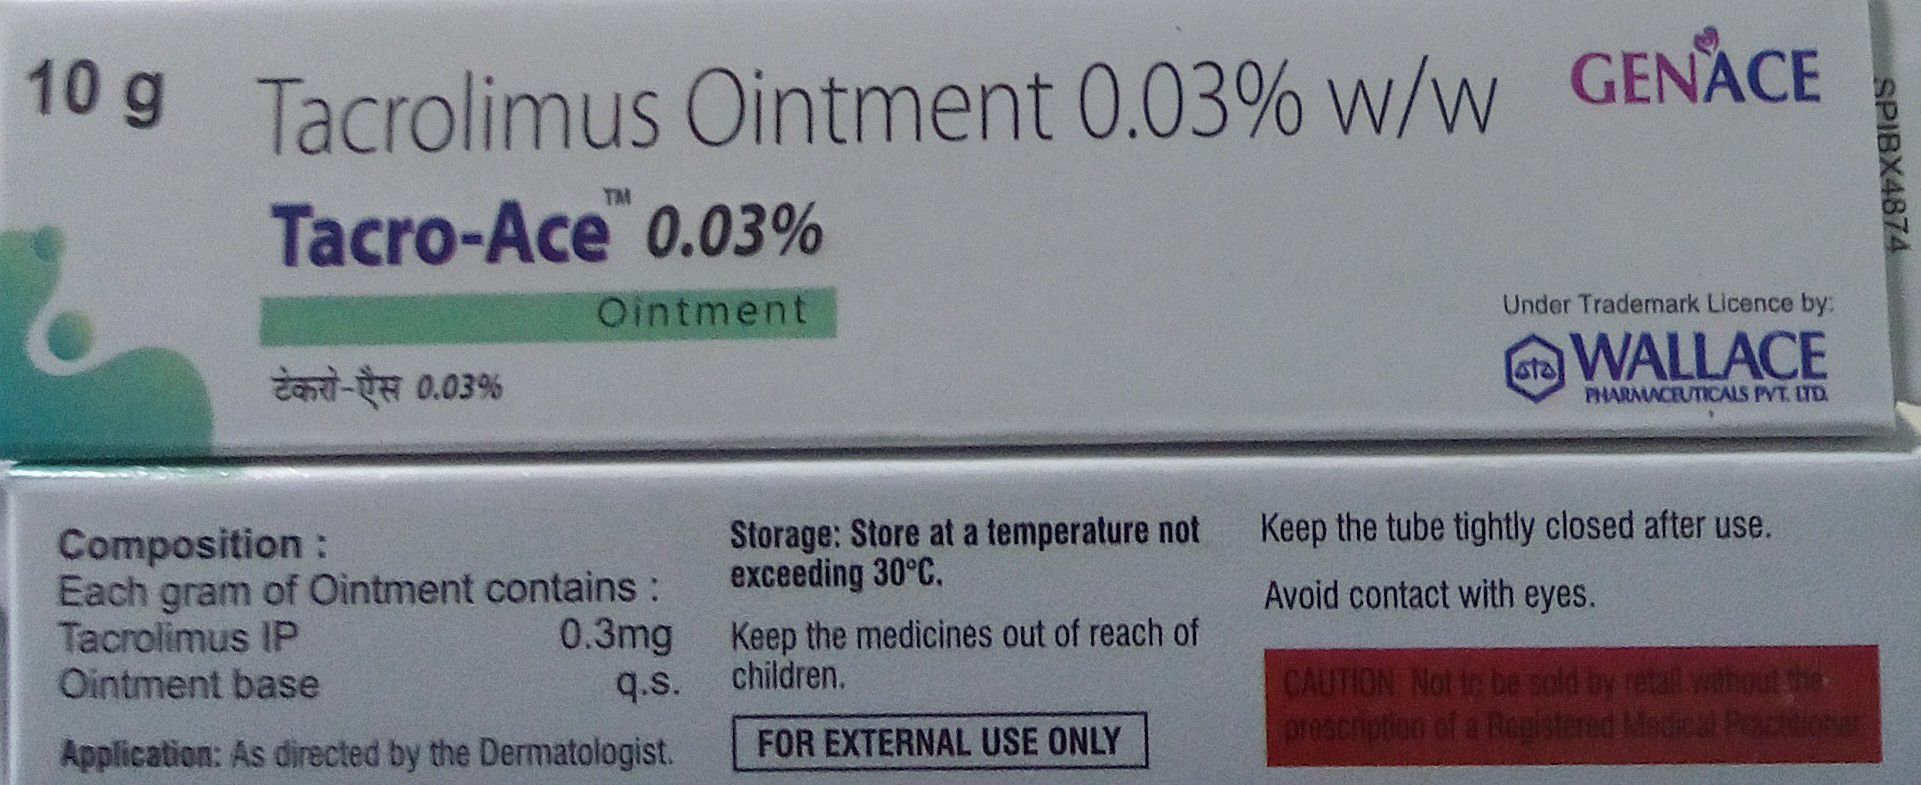 10 g
Tacrolimus Ointment 0.03% w/w
GENACE
SPIBX4874
Tacro-Ace™ 0.03%
Ointment
टेकरो-ऐस 0.03%
Under Trademark Licence by:
WALLACE
PHARMACEUTICALS PVT. LTD.
Composition :
Each gram of Ointment contains :
Tacrolimus IP 0.3mg
Ointment base q.s.
Application: As directed by the Dermatologist.
Storage: Store at a temperature not
exceeding 30°C.
Keep the medicines out of reach of
children.
FOR EXTERNAL USE ONLY
Keep the tube tightly closed after use.
Avoid contact with eyes.
CAUTION: Not to be sold by retail without the
prescription of a Registered Medical Practitioner.